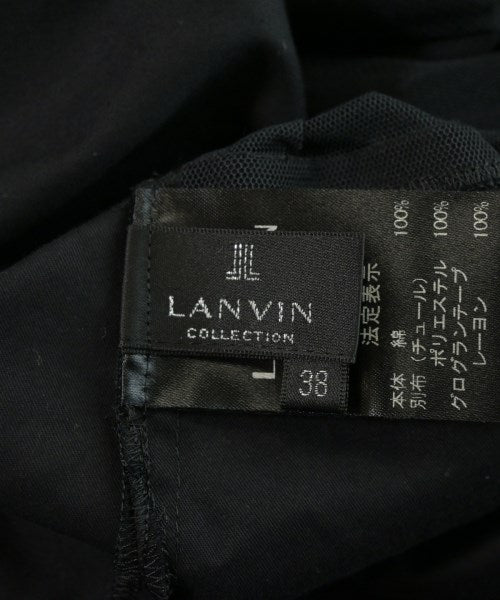 LANVIN
COLLECTION
38
法定表示
本体 綿 100%
別布(チュール)
ポリエステル 100%
グログランテープ
レーヨン 100%